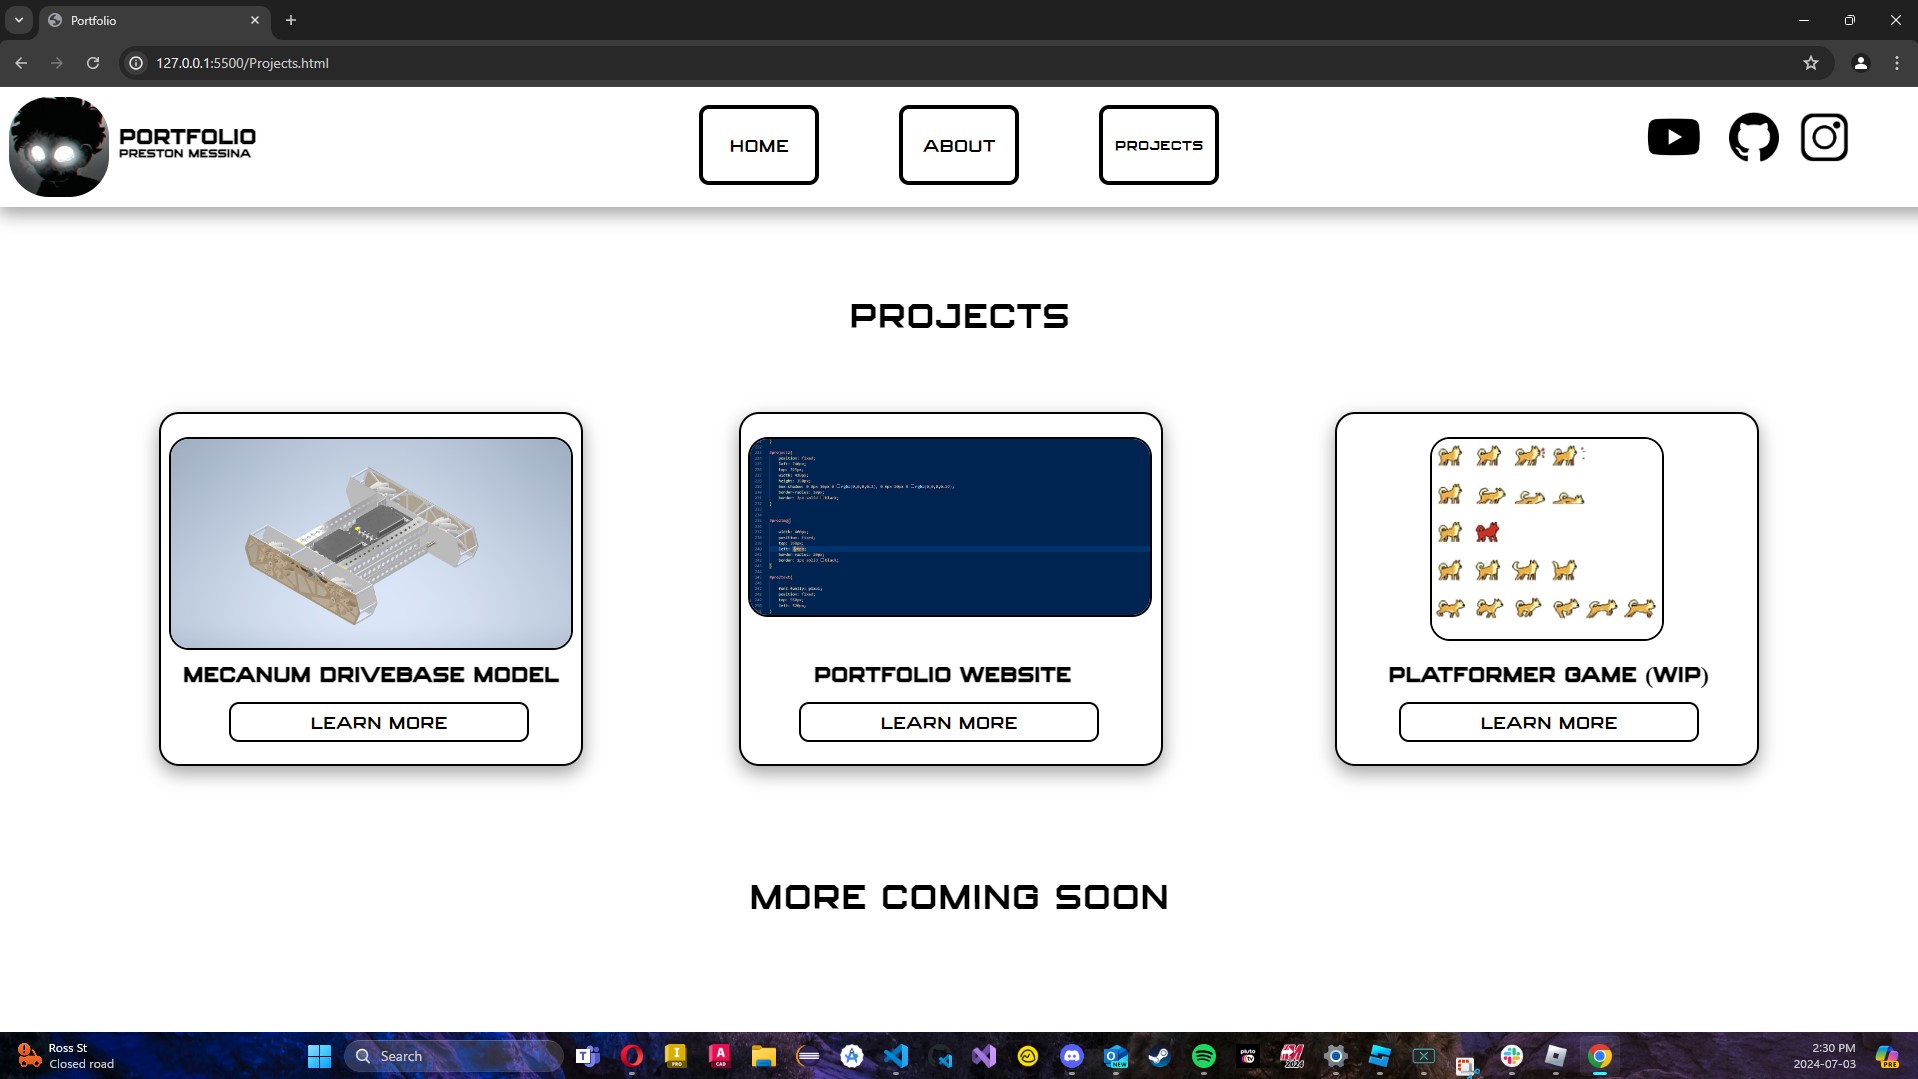 Portfolio
127.0.0.1:5500/Projects.html
PORTFOLIO
PRESTON MESSINA
HOME
ABOUT
PROJECTS
PROJECTS
MECANUM DRIVEBASE MODEL
LEARN MORE
PORTFOLIO WEBSITE
LEARN MORE
PLATFORMER GAME (WIP)
LEARN MORE
MORE COMING SOON
Ross St
Closed road
Search
2:30 PM
2024-07-03